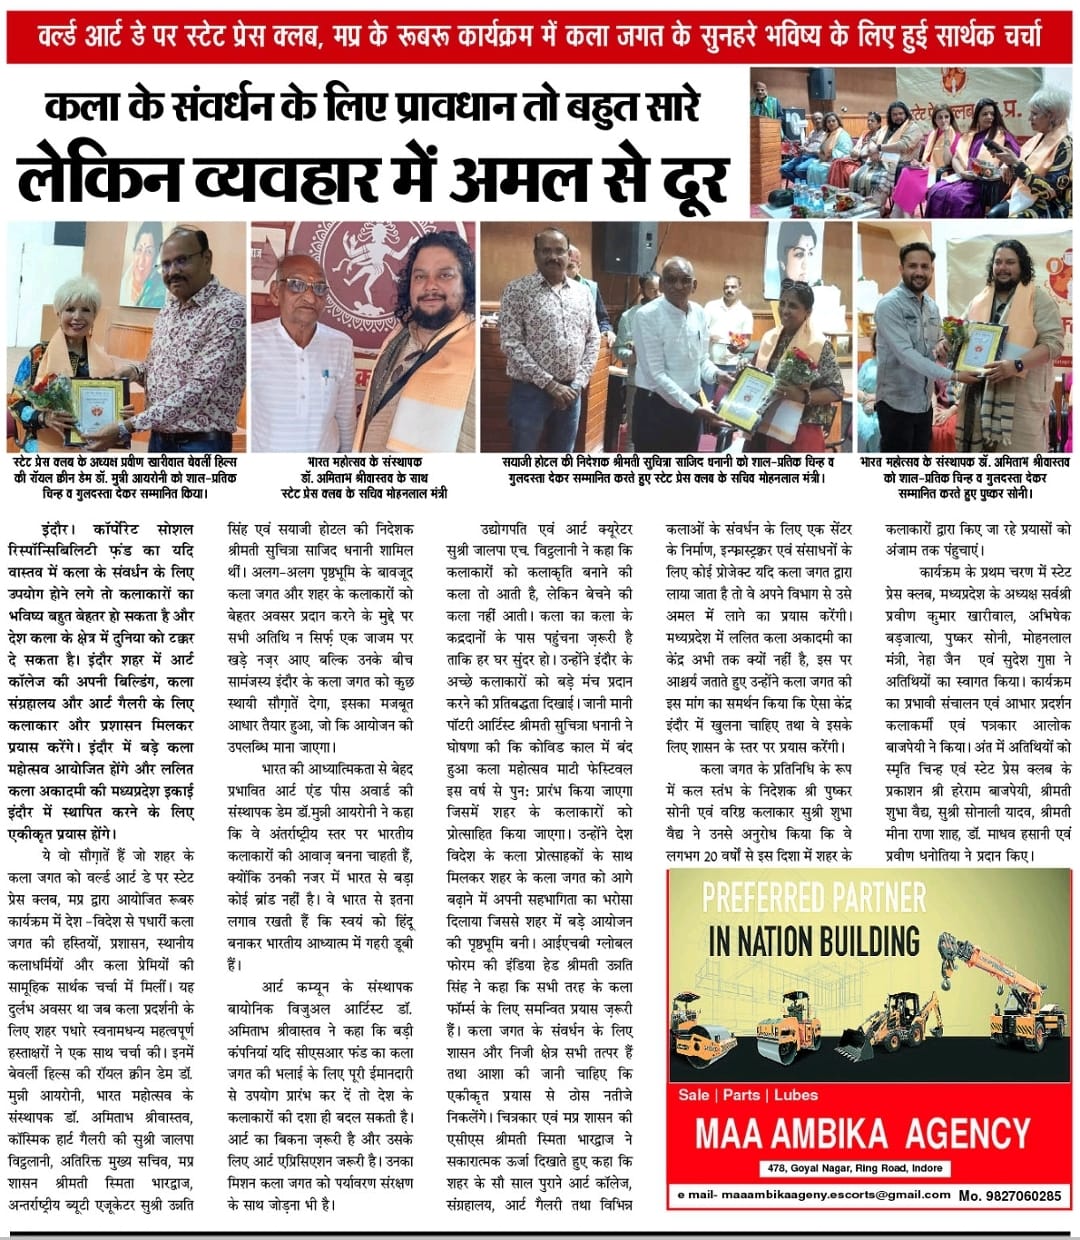 वर्ल्ड आर्ट डे पर स्टेट प्रेस क्लब, मप्र के रूबरू कार्यक्रम में कला जगत के सुनहरे भविष्य के लिए हुई सार्थक चर्चा
कला के संवर्धन के लिए प्रावधान तो बहुत सारे
लेकिन व्यवहार में अमल से दूर
स्टेट प्रेस क्लब के अध्यक्ष प्रवीण खारीवाल बेवर्ली हिल्स
की रॉयल क्वीन डेम डॉ. मुन्नी आयरोनी को शाल-प्रतिक
चिन्ह व गुलदस्ता देकर सम्मानित किया।
भारत महोत्सव के संस्थापक
डॉ. अमिताभ श्रीवास्तव के साथ
स्टेट प्रेस क्लब के सचिव मोहनलाल मंत्री
सयाजी होटल की निदेशक श्रीमती सुचित्रा साजिद धनानी को शाल-प्रतिक चिन्ह व
गुलदस्ता देकर सम्मानित करते हुए स्टेट प्रेस क्लब के सचिव मोहनलाल मंत्री।
भारत महोत्सव के संस्थापक डॉ. अमिताभ श्रीवास्तव
को शाल-प्रतिक चिन्ह व गुलदस्ता देकर
सम्मानित करते हुए पुष्कर सोनी।
इंदौर। कॉर्पोरेट सोशल
रिस्पॉन्सिबिलिटी फ़ंड का यदि
वास्तव में कला के संवर्धन के लिए
उपयोग होने लगे तो कलाकारों का
भविष्य बहुत बेहतर हो सकता है और
देश कला के क्षेत्र में दुनिया को टक्कर
दे सकता है। इंदौर शहर में आर्ट
कॉलेज की अपनी बिल्डिंग, कला
संग्रहालय और आर्ट गैलरी के लिए
कलाकार और प्रशासन मिलकर
प्रयास करेंगे। इंदौर में बड़े कला
महोत्सव आयोजित होंगे और ललित
कला अकादमी की मध्यप्रदेश इकाई
इंदौर में स्थापित करने के लिए
एकीकृत प्रयास होंगे।
ये वो सौग़ातें हैं जो शहर के
कला जगत को वर्ल्ड आर्ट डे पर स्टेट
प्रेस क्लब, मप्र द्वारा आयोजित रूबरु
कार्यक्रम में देश -विदेश से पधारीं कला
जगत की हस्तियों, प्रशासन, स्थानीय
कलाधर्मियों और कला प्रेमियों की
सामूहिक सार्थक चर्चा में मिलीं। यह
दुर्लभ अवसर था जब कला प्रदर्शनी के
लिए शहर पधारे स्वनामधन्य महत्वपूर्ण
हस्ताक्षरों ने एक साथ चर्चा की। इनमें
बेवर्ली हिल्स की रॉयल क्वीन डेम डॉ.
मुन्नी आयरोनी, भारत महोत्सव के
संस्थापक डॉ. अमिताभ श्रीवास्तव,
कॉस्मिक हार्ट गैलरी की सुश्री जालपा
विट्ठलानी, अतिरिक्त मुख्य सचिव, मप्र
शासन श्रीमती स्मिता भारद्वाज,
अन्तर्राष्ट्रीय ब्यूटी एजूकेटर सुश्री उन्नति
सिंह एवं सयाजी होटल की निदेशक
श्रीमती सुचित्रा साजिद धनानी शामिल
थीं। अलग-अलग पृष्ठभूमि के बावजूद
कला जगत और शहर के कलाकारों को
बेहतर अवसर प्रदान करने के मुद्दे पर
सभी अतिथि न सिर्फ़ एक जाजम पर
खड़े नज़र आए बल्कि उनके बीच
सामंजस्य इंदौर के कला जगत को कुछ
स्थायी सौग़ातें देगा, इसका मजबूत
आधार तैयार हुआ, जो कि आयोजन की
उपलब्धि माना जाएगा।
भारत की आध्यात्मिकता से बेहद
प्रभावित आर्ट एंड पीस अवार्ड की
संस्थापक डेम डॉ.मुन्नी आयरोनी ने कहा
कि वे अंतर्राष्ट्रीय स्तर पर भारतीय
कलाकारों की आवाज़ बनना चाहती हैं,
क्योंकि उनकी नजर में भारत से बड़ा
कोई ब्रांड नहीं है। वे भारत से इतना
लगाव रखती हैं कि स्वयं को हिंदू
बनाकर भारतीय आध्यात्म में गहरी डूबी
हैं।
आर्ट कम्यून के संस्थापक
बायोनिक विजुअल आर्टिस्ट डॉ.
अमिताभ श्रीवास्तव ने कहा कि बड़ी
कंपनियां यदि सीएसआर फंड का कला
जगत की भलाई के लिए पूरी ईमानदारी
से उपयोग प्रारंभ कर दें तो देश के
कलाकारों की दशा ही बदल सकती है।
आर्ट का बिकना ज़रूरी है और उसके
लिए आर्ट एप्रिसिएशन जरूरी है। उनका
मिशन कला जगत को पर्यावरण संरक्षण
के साथ जोड़ना भी है।
उद्योगपति एवं आर्ट क्यूरेटर
सुश्री जालपा एच. विट्ठलानी ने कहा कि
कलाकारों को कलाकृति बनाने की
कला तो आती है, लेकिन बेचने की
कला नहीं आती। कला का कला के
कद्रदानों के पास पहुंचना ज़रूरी है
ताकि हर घर सुंदर हो। उन्होंने इंदौर के
अच्छे कलाकारों को बड़े मंच प्रदान
करने की प्रतिबद्धता दिखाई। जानी मानी
पॉटरी आर्टिस्ट श्रीमती सुचित्रा धनानी ने
घोषणा की कि कोविड काल में बंद
हुआ कला महोत्सव माटी फेस्टिवल
इस वर्ष से पुन: प्रारंभ किया जाएगा
जिसमें शहर के कलाकारों को
प्रोत्साहित किया जाएगा। उन्होंने देश
विदेश के कला प्रोत्साहकों के साथ
मिलकर शहर के कला जगत को आगे
बढ़ाने में अपनी सहभागिता का भरोसा
दिलाया जिससे शहर में बड़े आयोजन
की पृष्ठभूमि बनी। आईएचबी ग्लोबल
फोरम की इंडिया हेड श्रीमती उन्नति
सिंह ने कहा कि सभी तरह के कला
फॉर्म्स के लिए समन्वित प्रयास ज़रूरी
हैं। कला जगत के संवर्धन के लिए
शासन और निजी क्षेत्र सभी तत्पर हैं
तथा आशा की जानी चाहिए कि
एकीकृत प्रयास से ठोस नतीजे
निकलेंगे। चित्रकार एवं मप्र शासन की
एसीएस श्रीमती स्मिता भारद्वाज ने
सकारात्मक ऊर्जा दिखाते हुए कहा कि
शहर के सौ साल पुराने आर्ट कॉलेज,
संग्रहालय, आर्ट गैलरी तथा विभिन्न
कलाओं के संवर्धन के लिए एक सेंटर
के निर्माण, इन्फ्रास्ट्रक्चर एवं संसाधनों के
लिए कोई प्रोजेक्ट यदि कला जगत द्वारा
लाया जाता है तो वे अपने विभाग से उसे
अमल में लाने का प्रयास करेंगी।
मध्यप्रदेश में ललित कला अकादमी का
केंद्र अभी तक क्यों नहीं है, इस पर
आश्चर्य जताते हुए उन्होंने कला जगत की
इस मांग का समर्थन किया कि ऐसा केंद्र
इंदौर में खुलना चाहिए तथा वे इसके
लिए शासन के स्तर पर प्रयास करेंगी।
कला जगत के प्रतिनिधि के रूप
में कल स्तंभ के निदेशक श्री पुष्कर
सोनी एवं वरिष्ठ कलाकार सुश्री शुभा
वैद्य ने उनसे अनुरोध किया कि वे
लगभग 20 वर्षों से इस दिशा में शहर के
कलाकारों द्वारा किए जा रहे प्रयासों को
अंजाम तक पंहुचाएं।
कार्यक्रम के प्रथम चरण में स्टेट
प्रेस क्लब, मध्यप्रदेश के अध्यक्ष सर्वश्री
प्रवीण कुमार खारीवाल, अभिषेक
बड़जात्या, पुष्कर सोनी, मोहनलाल
मंत्री, नेहा जैन एवं सुदेश गुप्ता ने
अतिथियों का स्वागत किया। कार्यक्रम
का प्रभावी संचालन एवं आभार प्रदर्शन
कलाकर्मी एवं पत्रकार आलोक
बाजपेयी ने किया। अंत में अतिथियों को
स्मृति चिन्ह एवं स्टेट प्रेस क्लब के
प्रकाशन श्री हरेराम बाजपेयी, श्रीमती
शुभा वैद्य, सुश्री सोनाली यादव, श्रीमती
मीना राणा शाह, डॉ. माधव हसानी एवं
प्रवीण धनोतिया ने प्रदान किए।
PREFERRED PARTNER
IN NATION BUILDING
Sale | Parts | Lubes
MAA AMBIKA AGENCY
478, Goyal Nagar, Ring Road, Indore
e mail- maaambikaageny.escorts@gmail.com Mo. 9827060285